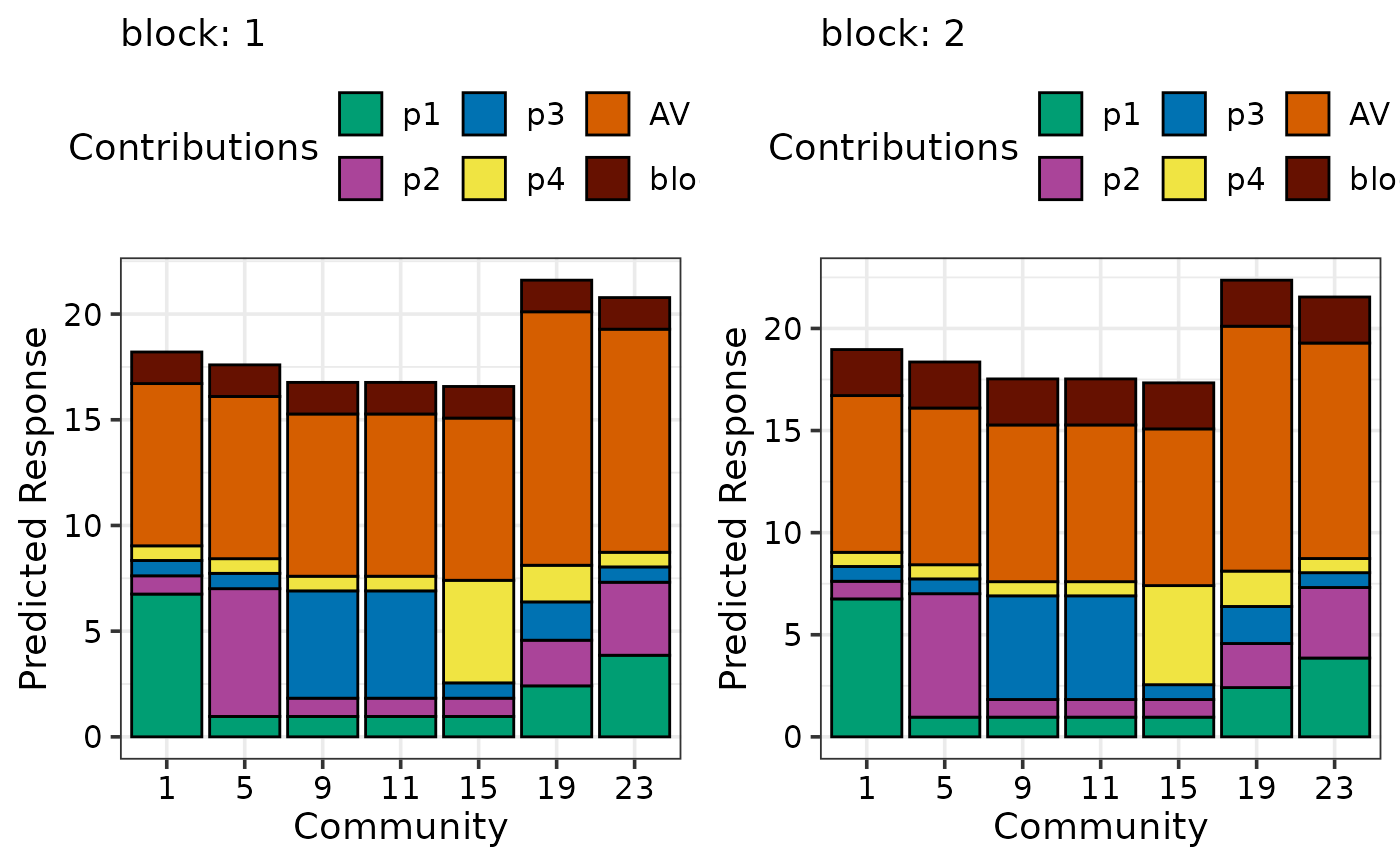 block: 1
Contributions
p1 p3 AV
p2 p4 blo
Predicted Response
20
15
10
5
0
1 5 9 11 15 19 23
Community
block: 2
Contributions
p1 p3 AV
p2 p4 blo
Predicted Response
20
15
10
5
0
1 5 9 11 15 19 23
Community